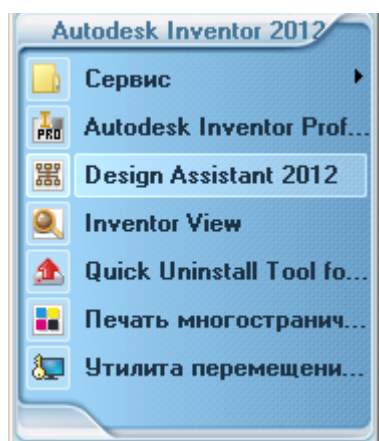 Autodesk Inventor 2012
Сервис
Autodesk Inventor Prof...
Design Assistant 2012
Inventor View
Quick Uninstall Tool fo...
Печать многостранич...
Утилита перемещени...